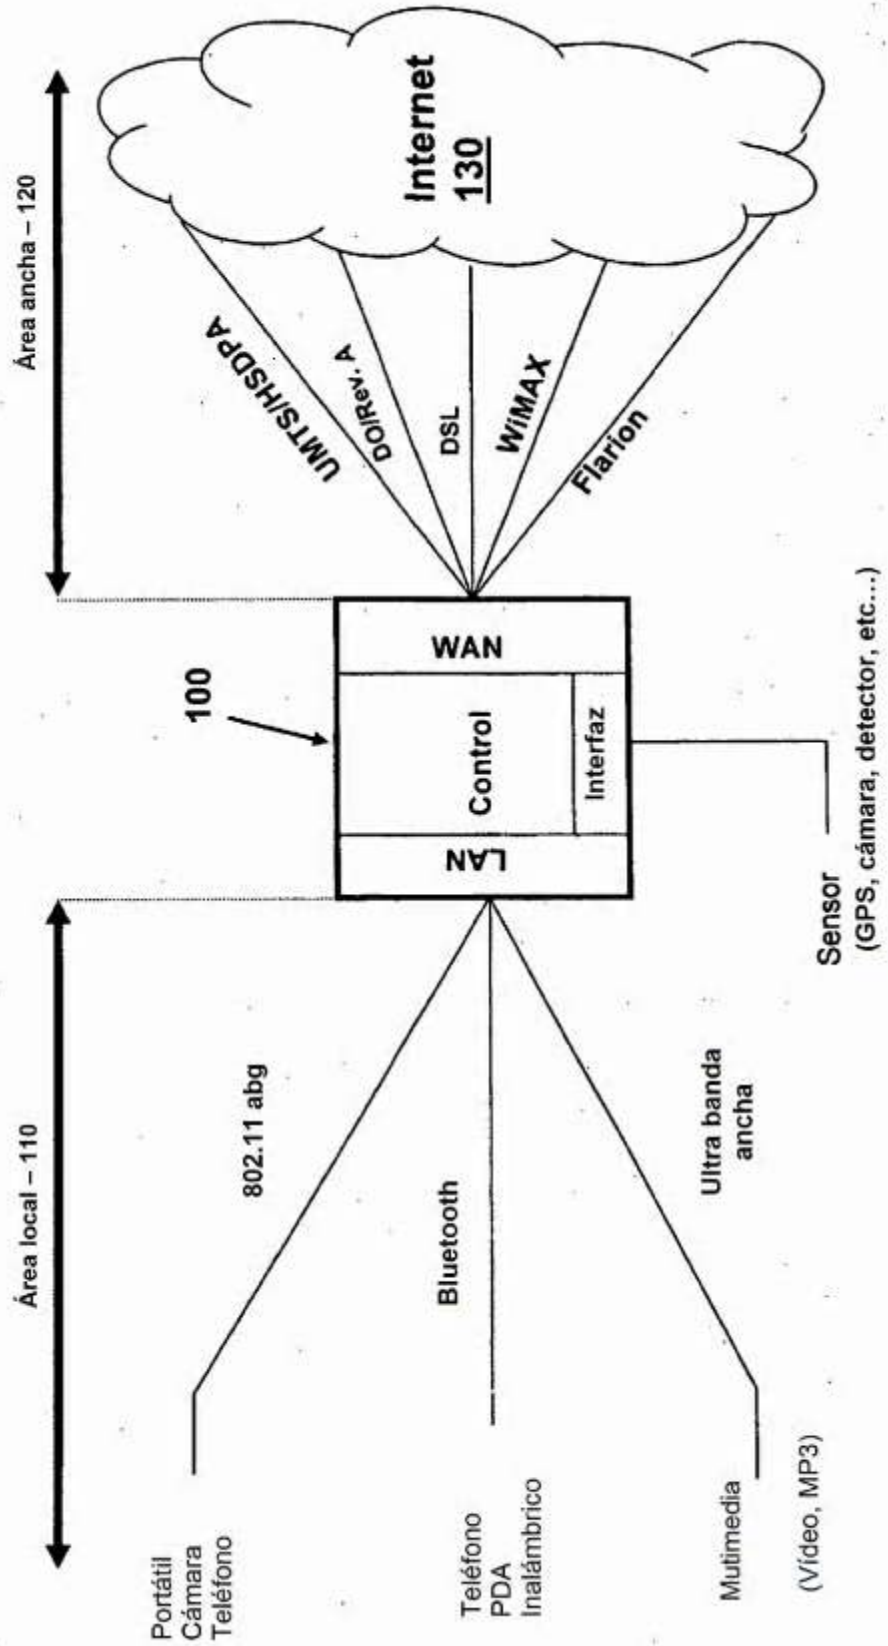 Área local – 110
Área ancha – 120
Portátil
Cámara
Teléfono
802.11 abg
Teléfono
PDA
Inalámbrico
Bluetooth
Mutimedia
(Vídeo, MP3)
Ultra banda
ancha
100
LAN
Control
Interfaz
WAN
Sensor
(GPS, cámara, detector, etc...)
UMTS/HSDPA
DO/Rev. A
DSL
WiMAX
Flarion
Internet
130